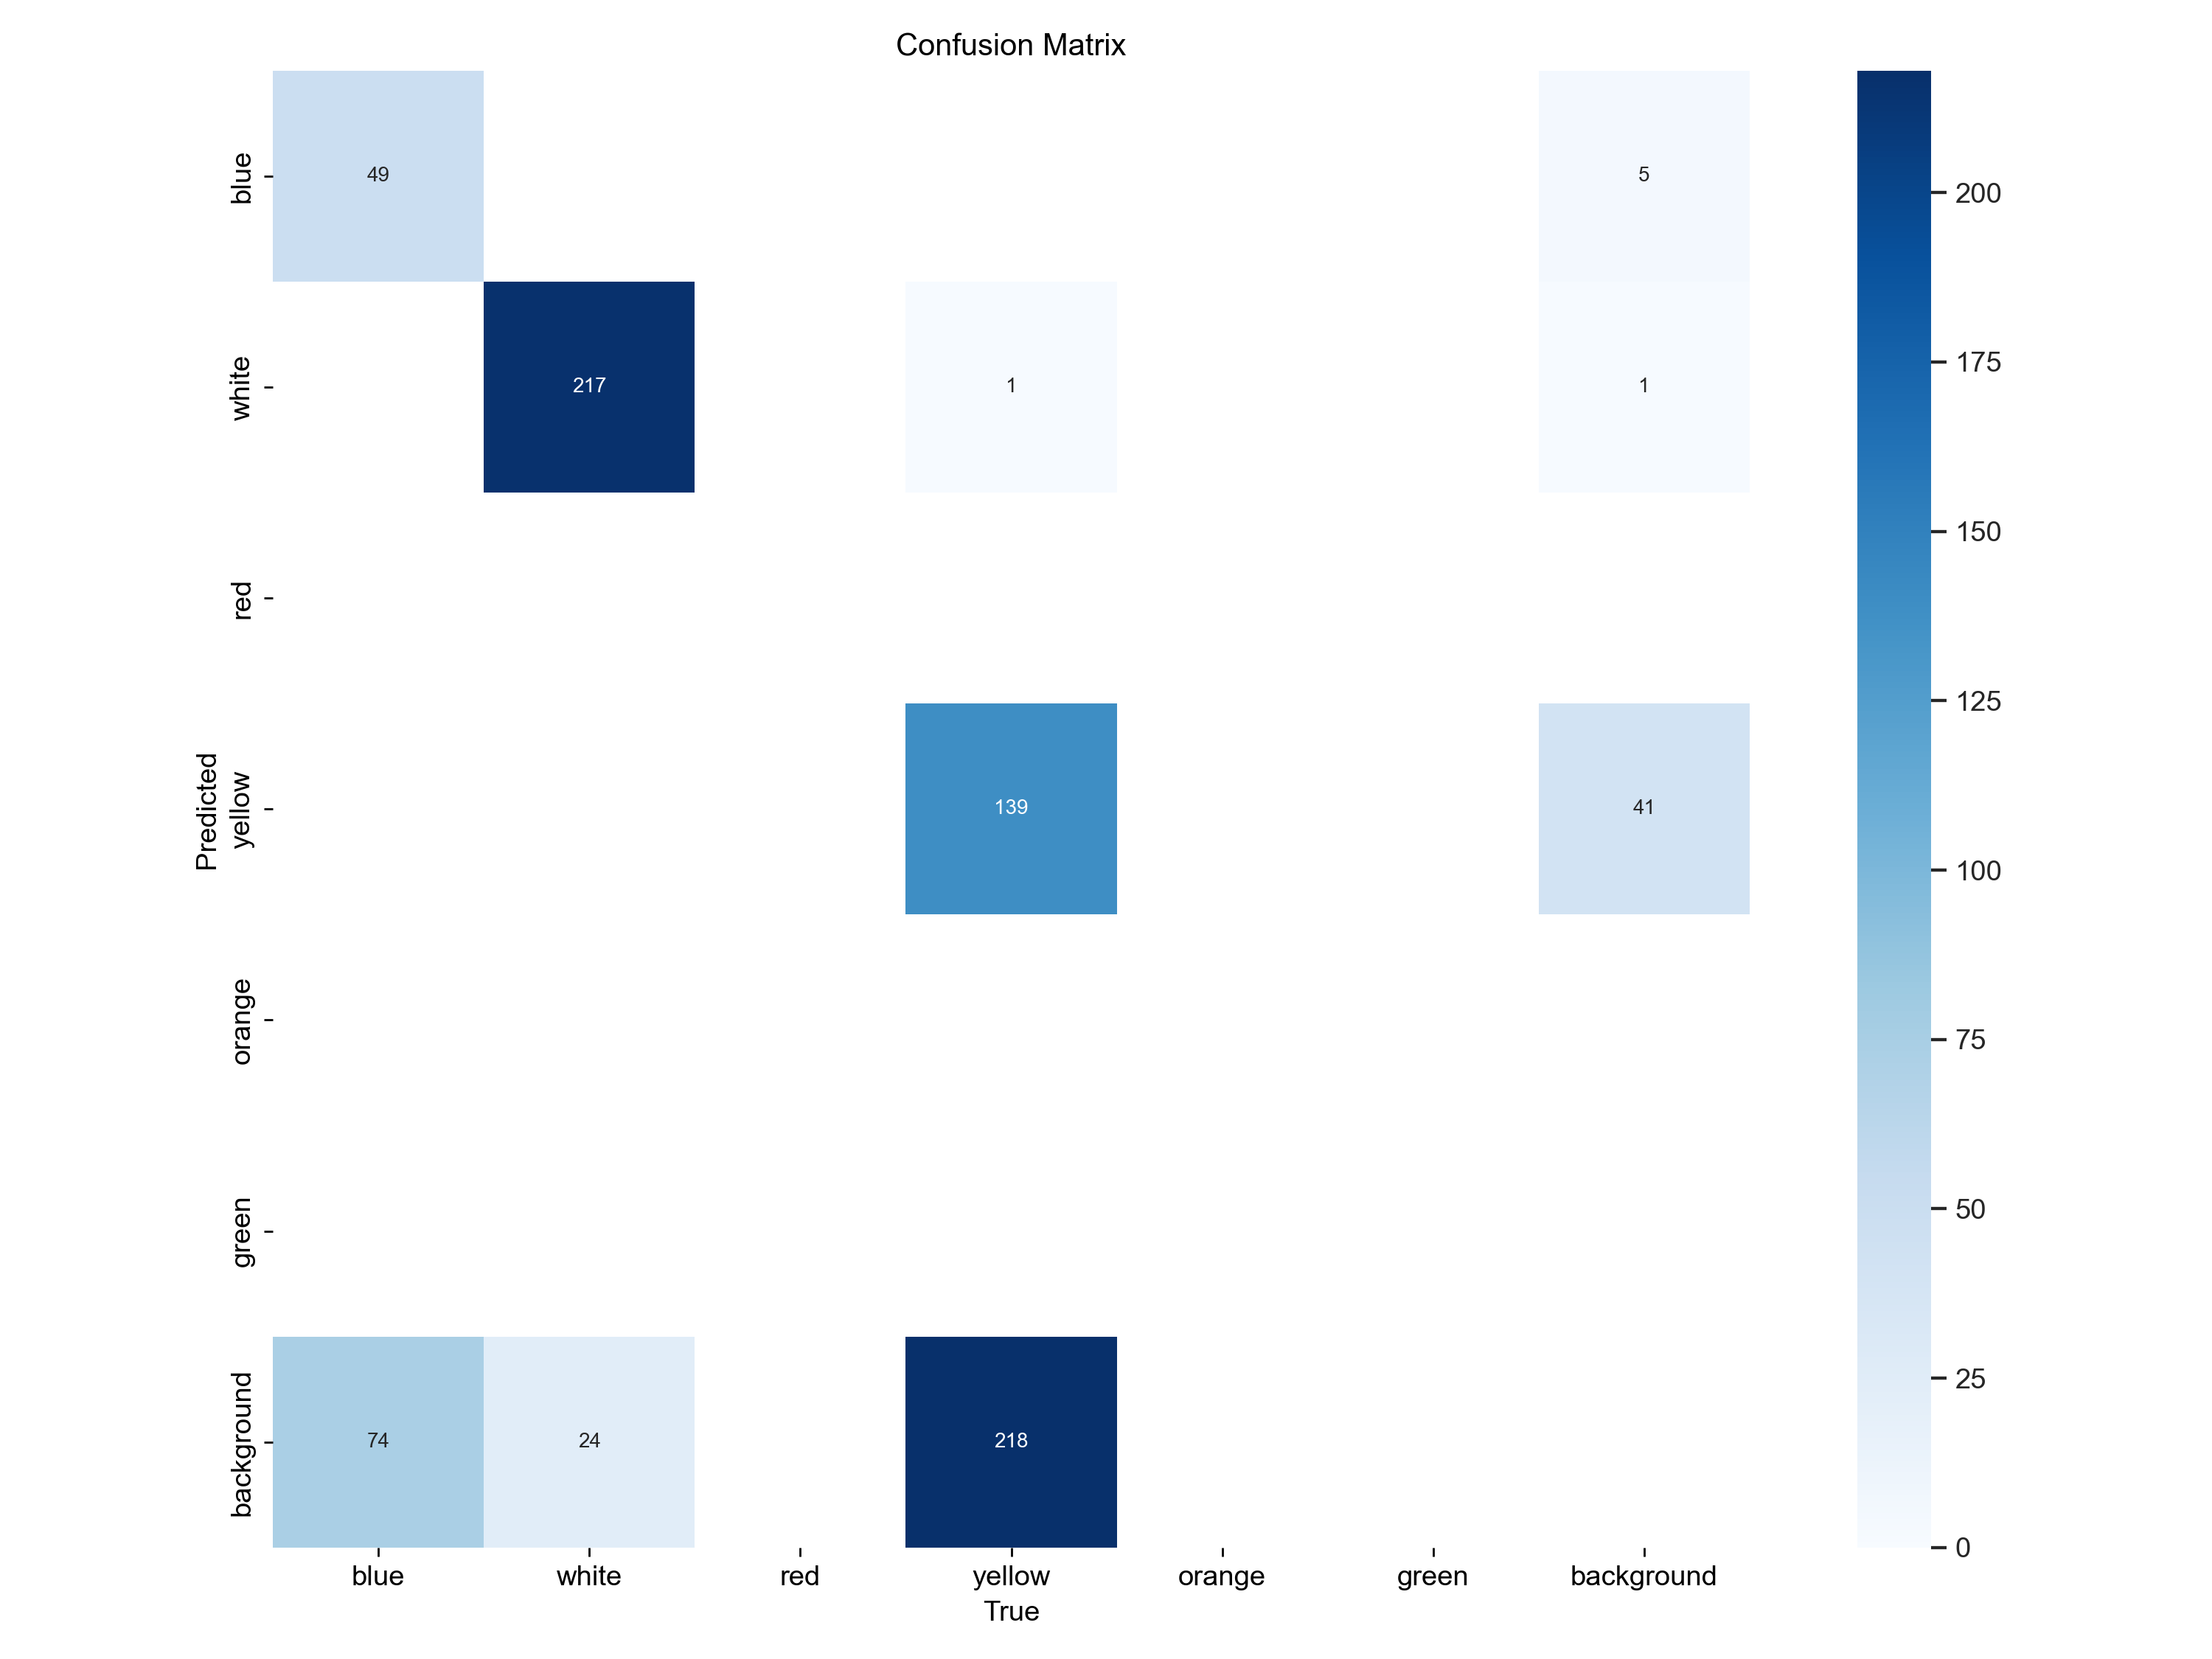 Confusion Matrix
blue
49
5
white
217
1
1
red
Predicted
yellow
139
41
orange
green
background
74
24
218
blue
white
red
yellow
orange
green
background
True
200
175
150
125
100
75
50
25
0